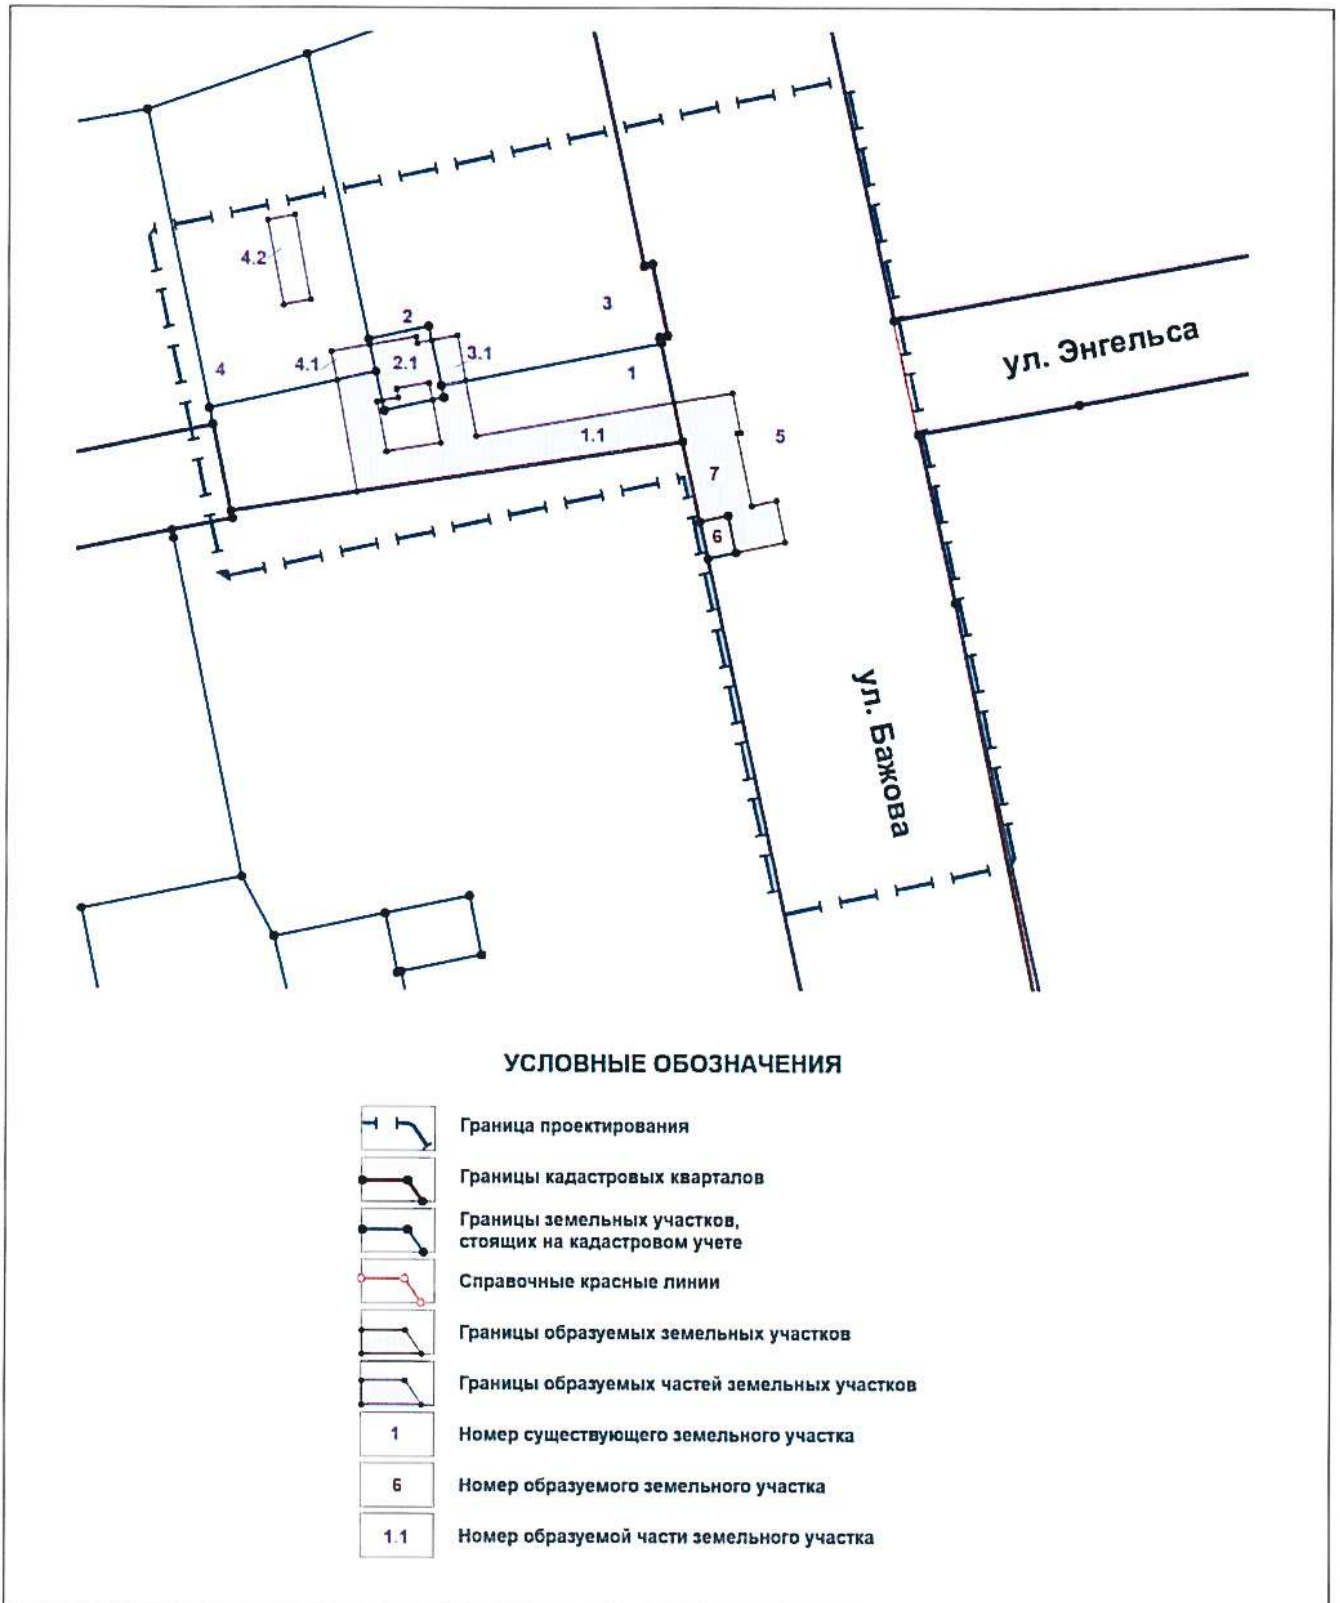 4.2
2
3
ул. Энгельса
4
4.1
2.1
3.1
1
1.1
5
7
6
ул. Бажова
УСЛОВНЫЕ ОБОЗНАЧЕНИЯ
Граница проектирования
Границы кадастровых кварталов
Границы земельных участков,
стоящих на кадастровом учете
Справочные красные линии
Границы образуемых земельных участков
Границы образуемых частей земельных участков
1 Номер существующего земельного участка
6 Номер образуемого земельного участка
1.1 Номер образуемой части земельного участка